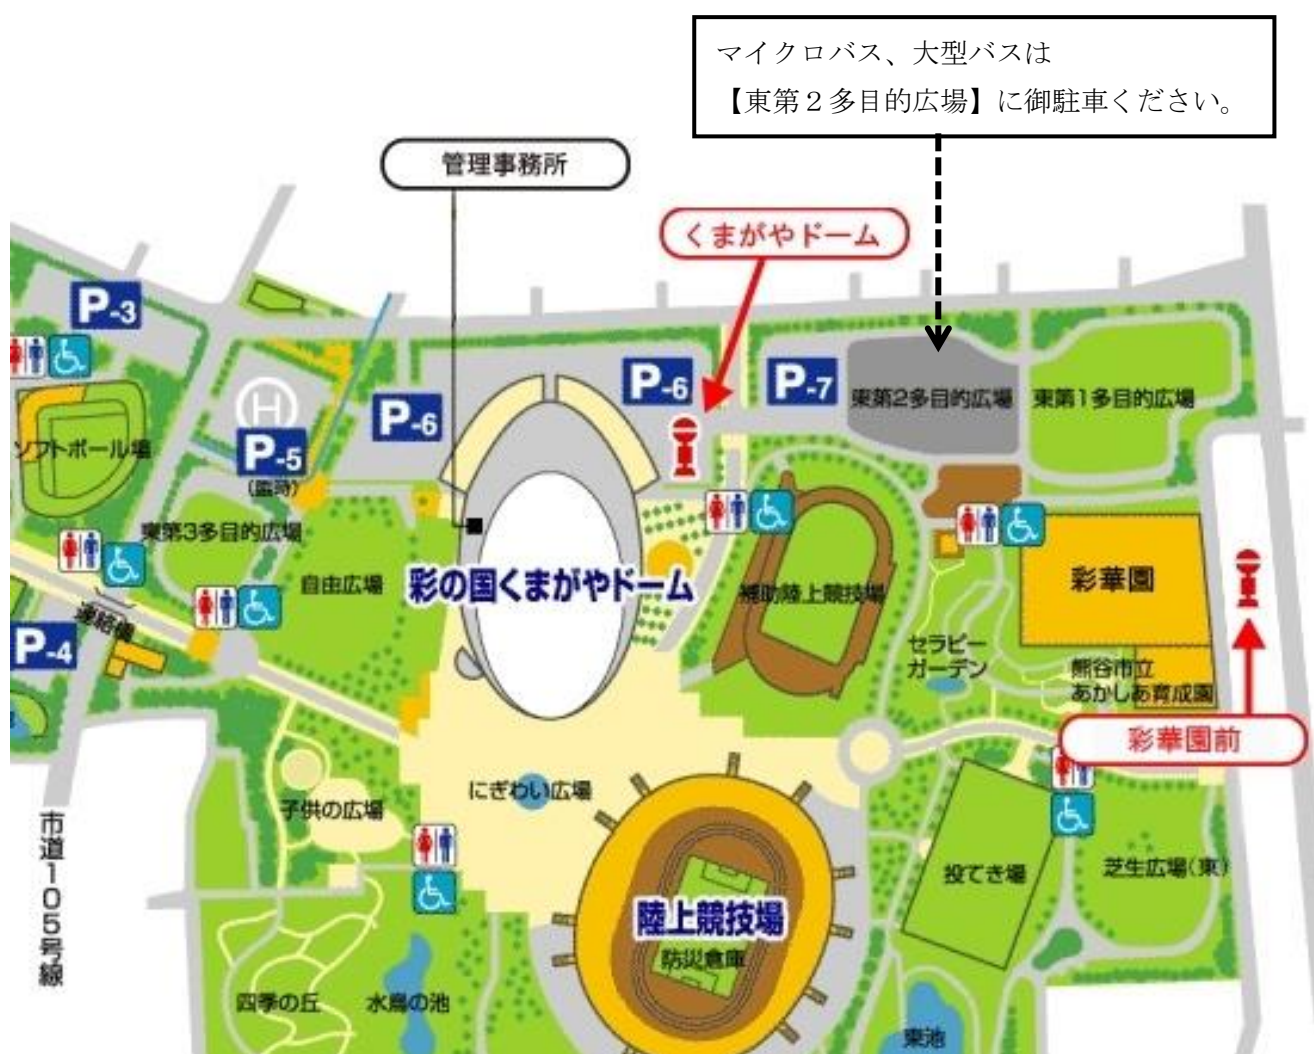 マイクロバス、大型バスは
【東第２多目的広場】に御駐車ください。
管理事務所
くまがやドーム
P-3
P-6
P-7
東第2多目的広場
東第1多目的広場
P-6
H
P-5
(臨時)
ソフトボール場
東第3多目的広場
自由広場
彩の国くまがやドーム
補助陸上競技場
彩華園
連絡橋
P-4
セラピー
ガーデン
熊谷市立
あかしあ育成園
彩華園前
にぎわい広場
子供の広場
市道105号線
投てき場
芝生広場(東)
陸上競技場
防災倉庫
四季の丘
水鳥の池
東池